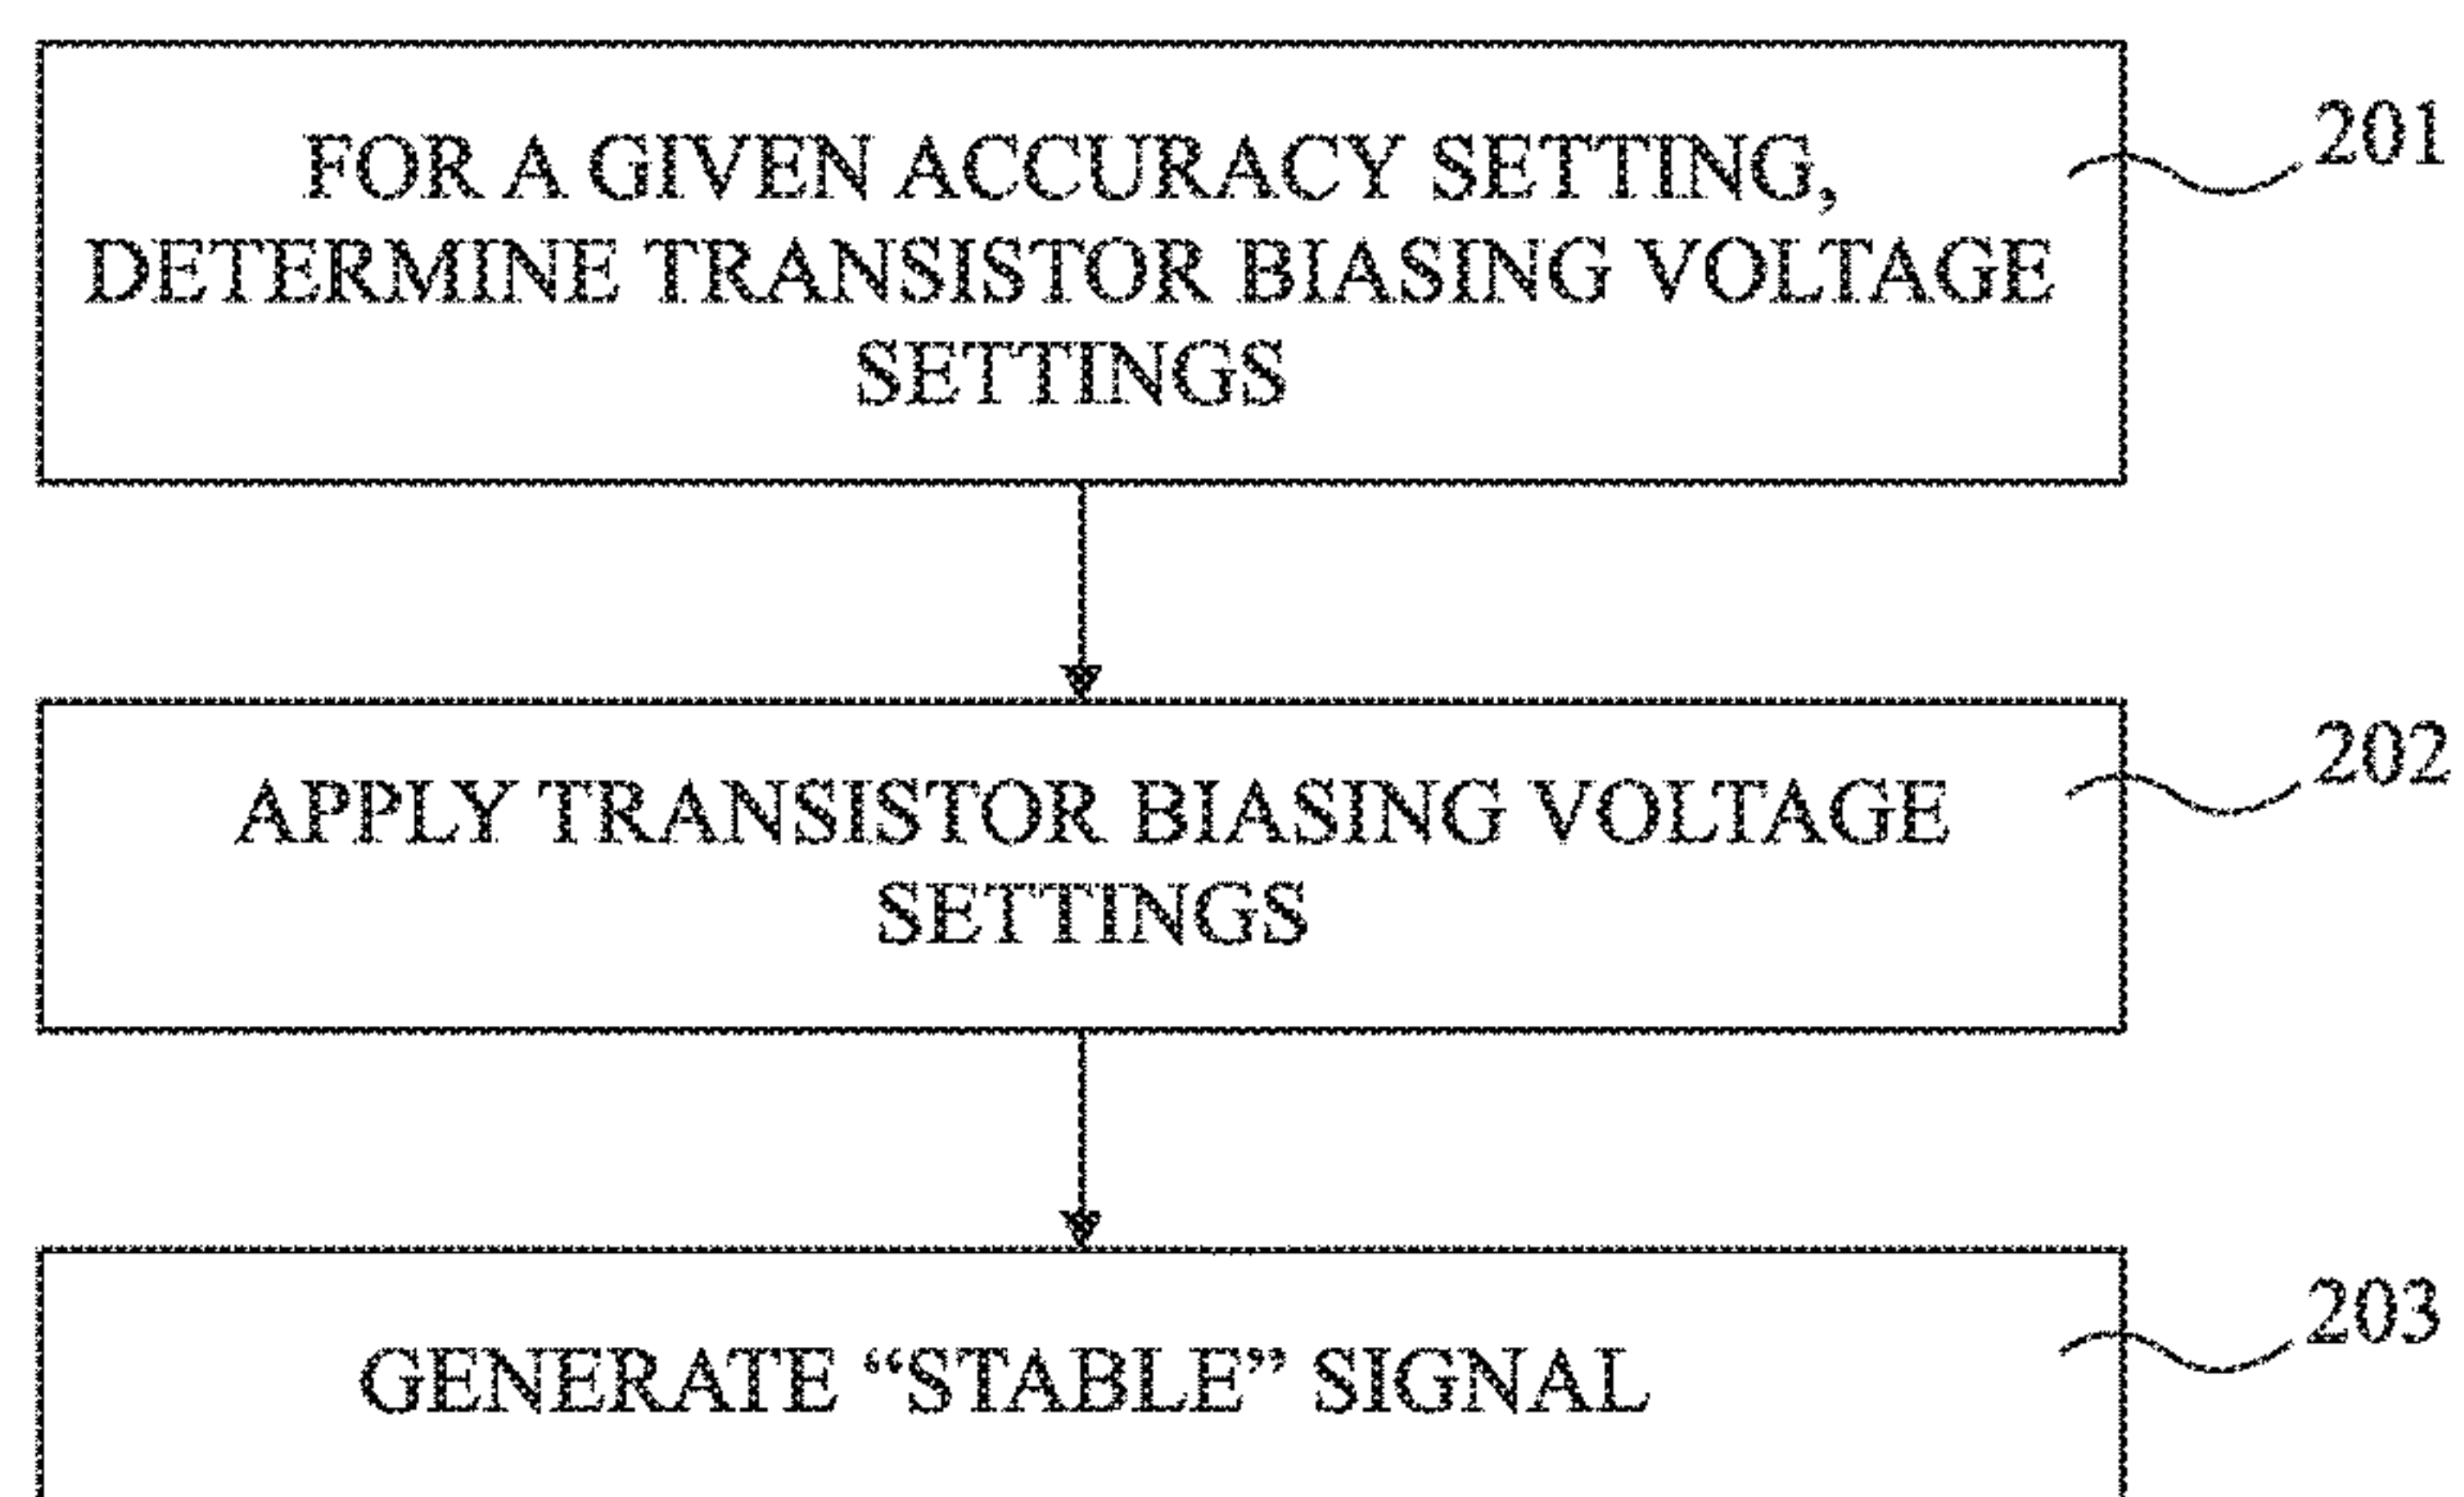 FOR A GIVEN ACCURACY SETTING,
DETERMINE TRANSISTOR BIASING VOLTAGE
SETTINGS
201
APPLY TRANSISTOR BIASING VOLTAGE
SETTINGS
202
GENERATE “STABLE” SIGNAL
203